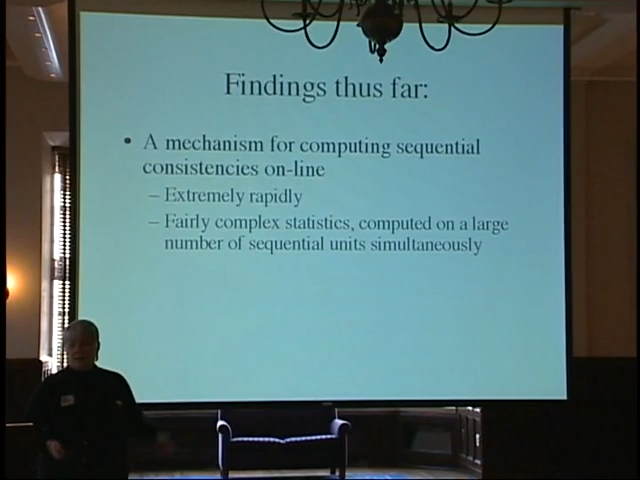 Findings thus far:
• A mechanism for computing sequential
consistencies on-line
– Extremely rapidly
– Fairly complex statistics, computed on a large
number of sequential units simultaneously